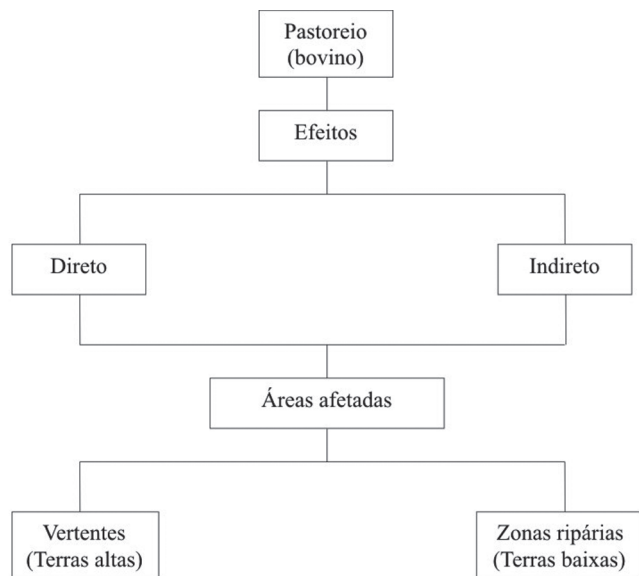 Pastoreio
(bovino)
Efeitos
Direto
Indireto
Áreas afetadas
Vertentes
(Terras altas)
Zonas ripárias
(Terras baixas)